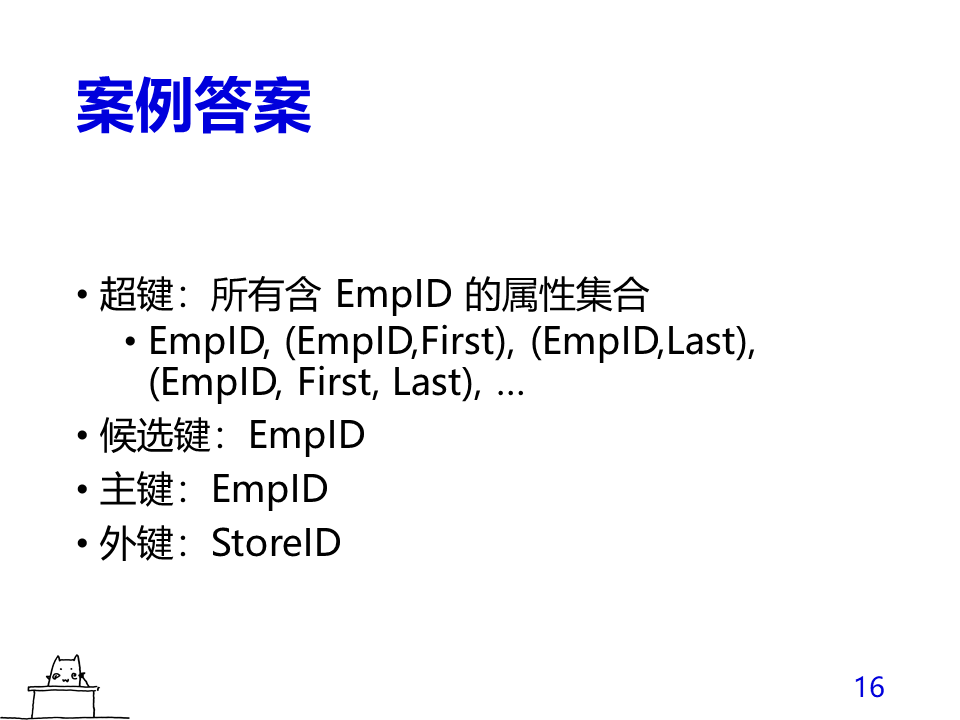 案例答案
• 超键：所有含 EmpID 的属性集合
• EmpID, (EmpID,First), (EmpID,Last),
(EmpID, First, Last), …
• 候选键：EmpID
• 主键：EmpID
• 外键：StoreID
16